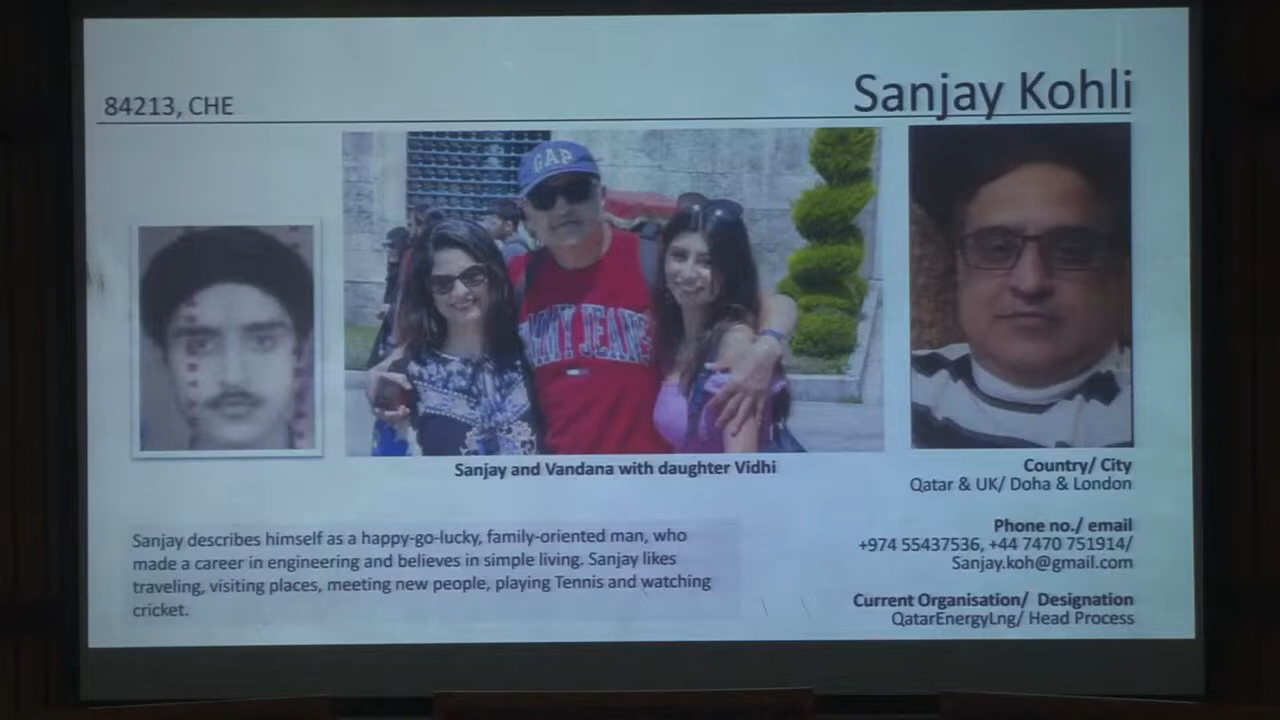 84213, CHE
Sanjay Kohli
GAP
MMY JEANS
Sanjay and Vandana with daughter Vidhi
Country/ City
Qatar & UK/ Doha & London
Phone no./ email
+974 55437536, +44 7470 751914/
Sanjay.koh@gmail.com
Current Organisation/ Designation
QatarEnergyLng/ Head Process
Sanjay describes himself as a happy-go-lucky, family-oriented man, who
made a career in engineering and believes in simple living. Sanjay likes
traveling, visiting places, meeting new people, playing Tennis and watching
cricket.